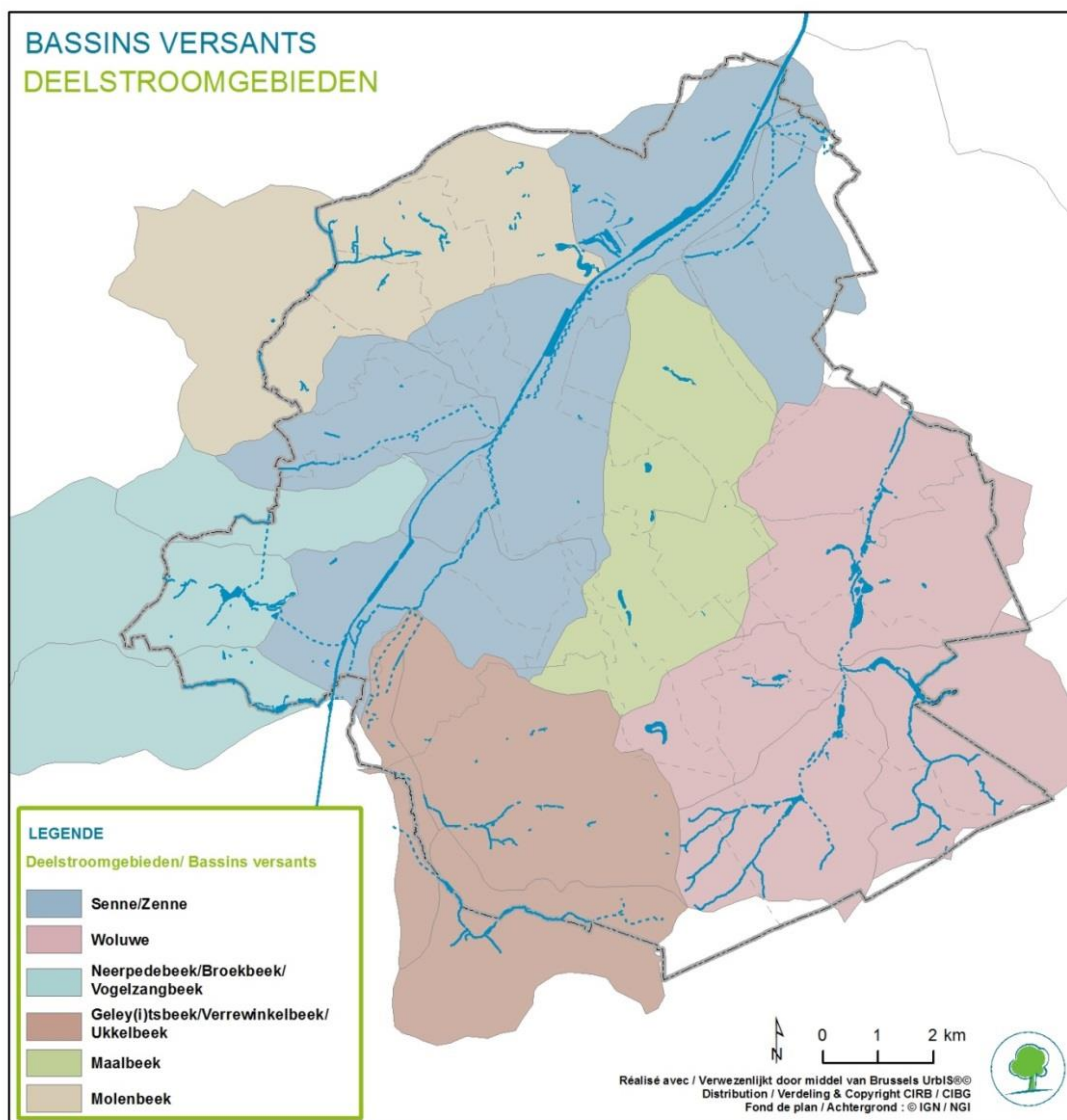 BASSINS VERSANTS
DEELSTROOMGEBIEDEN
LEGENDE
Deelstroomgebieden/ Bassins versants
Senne/Zenne
Woluwe
Neerpedebeek/Broekbeek/
Vogelzangbeek
Geley(i)tsbeek/Verrewinkelbeek/
Ukkelbeek
Maalbeek
Molenbeek
N
0 1 2 km
Réalisé avec / Verwezenlijkt door middel van Brussels UrbIS®©
Distribution / Verdeling & Copyright CIRB / CIBG
Fond de plan / Achtergrond : © IGN / NGI